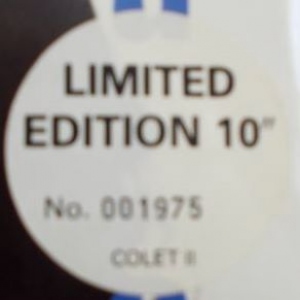 LIMITED
EDITION 10"
No. 001975
COLET II